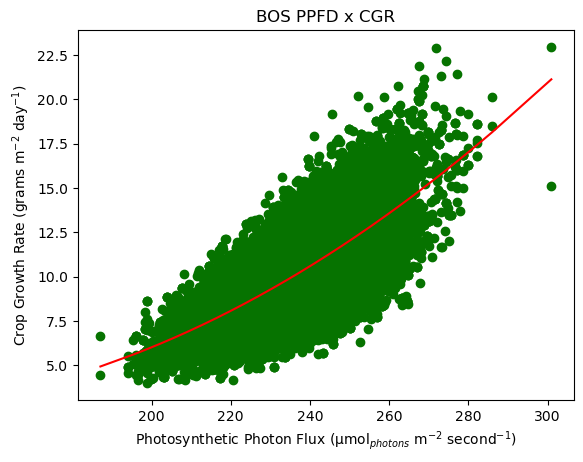 BOS PPFD x CGR
22.5
20.0
17.5
15.0
12.5
10.0
7.5
5.0
Crop Growth Rate (grams m⁻² day⁻¹)
200 220 240 260 280 300
Photosynthetic Photon Flux (μmol_photons m⁻² second⁻¹)